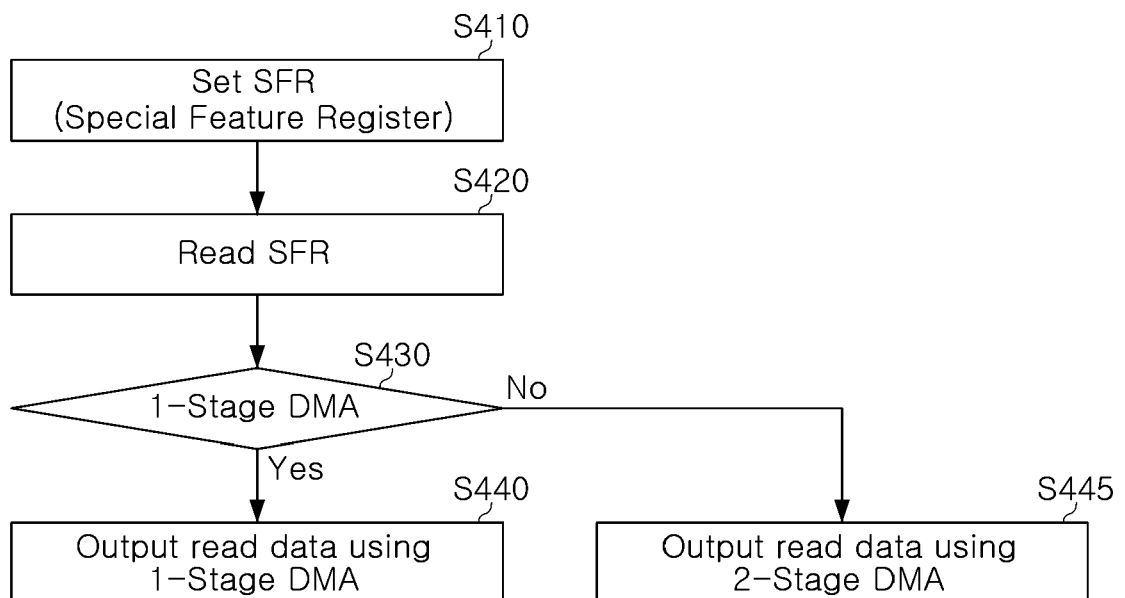 S410
Set SFR
(Special Feature Register)
S420
Read SFR
S430
1-Stage DMA
No
Yes
S440
Output read data using
1-Stage DMA
S445
Output read data using
2-Stage DMA